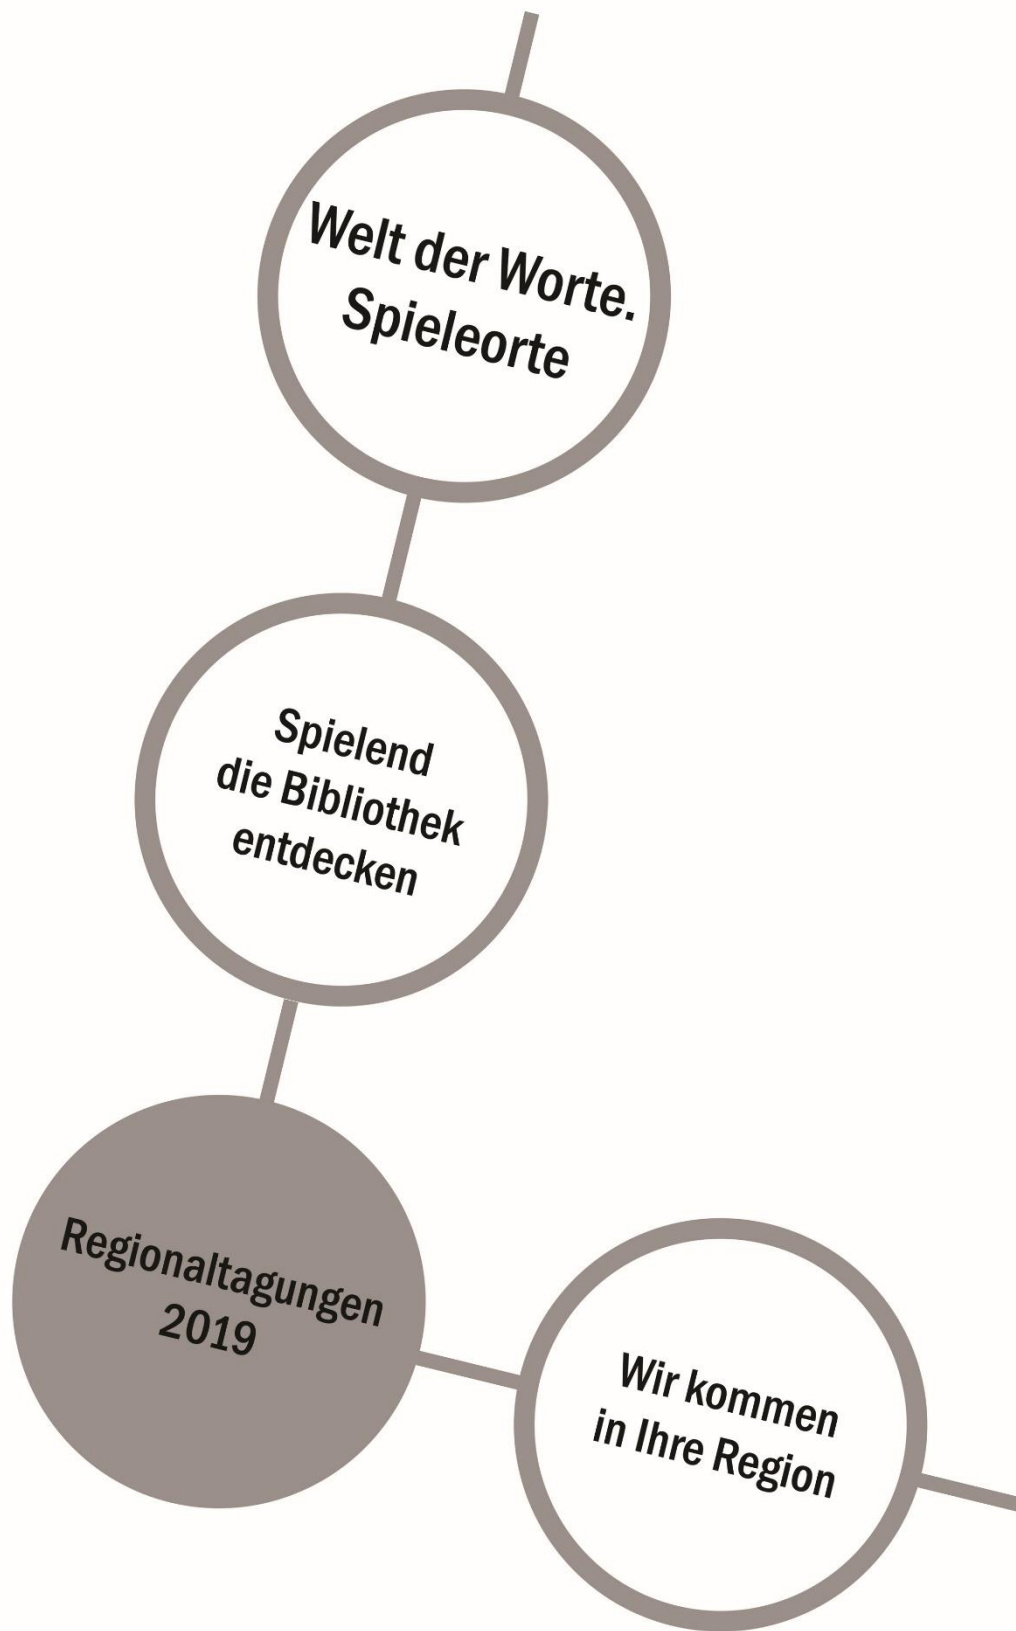 Welt der Worte.
Spieleorte
Spielend
die Bibliothek
entdecken
Regionaltagungen
2019
Wir kommen
in Ihre Region